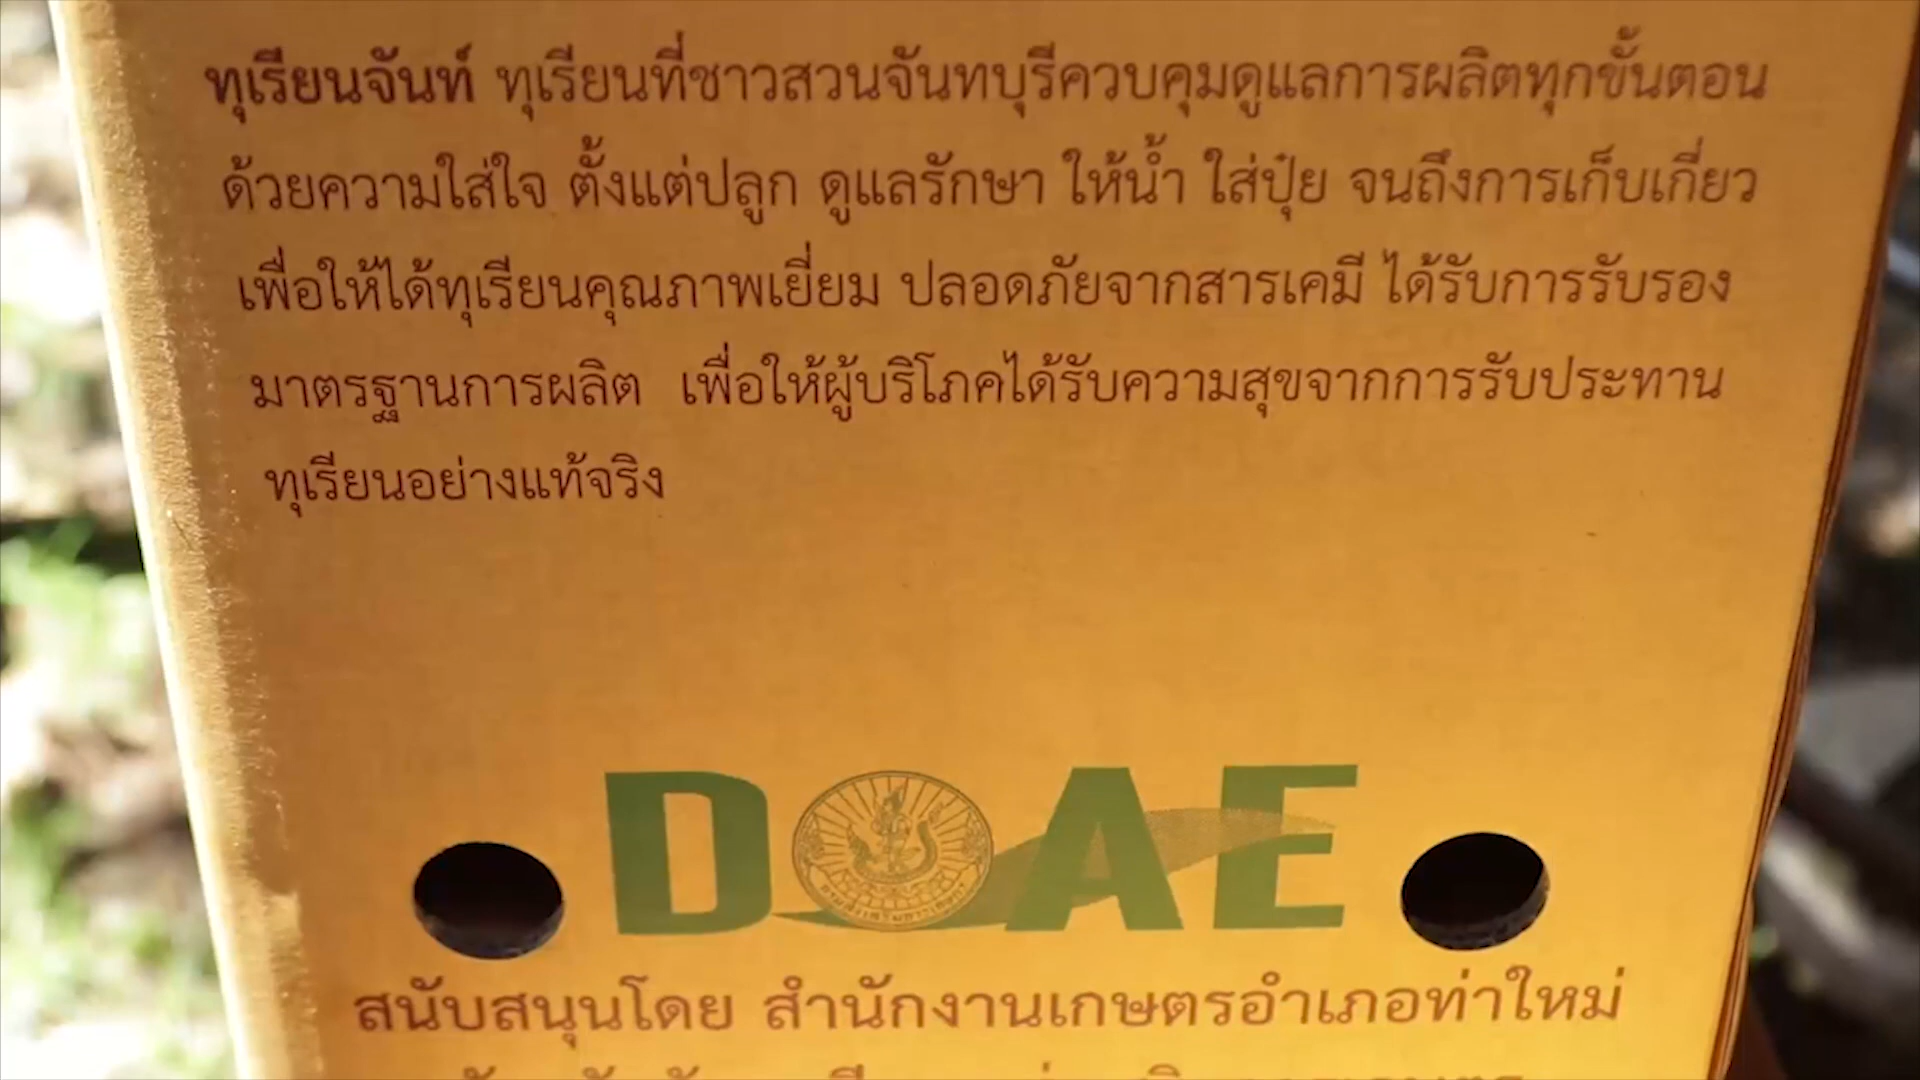 ทุเรียนจันท์ ทุเรียนที่ชาวสวนจันทบุรีควบคุมดูแลการผลิตทุกขั้นตอน
ด้วยความใส่ใจ ตั้งแต่ปลูก ดูแลรักษา ให้น้ำ ใส่ปุ๋ย จนถึงการเก็บเกี่ยว
เพื่อให้ได้ทุเรียนคุณภาพเยี่ยม ปลอดภัยจากสารเคมี ได้รับการรับรอง
มาตรฐานการผลิต เพื่อให้ผู้บริโภคได้รับความสุขจากการรับประทาน
ทุเรียนอย่างแท้จริง
DOAE
สนับสนุนโดย สำนักงานเกษตรอำเภอท่าใหม่